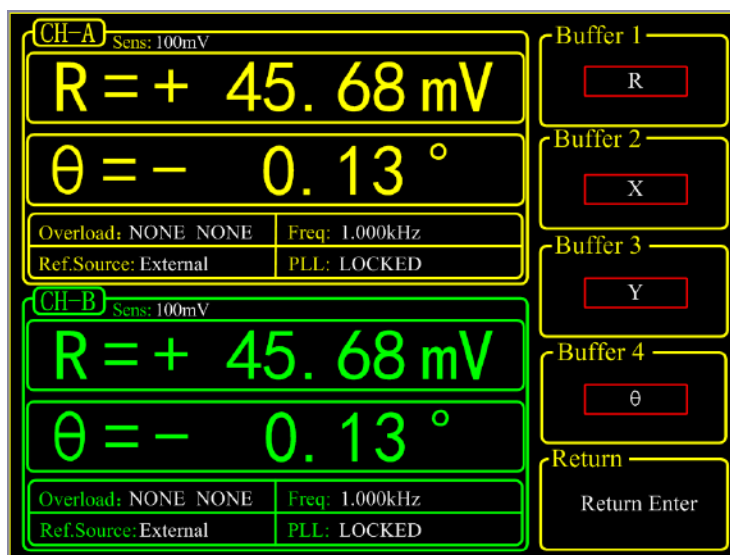 CH-A Sens: 100mV
R = + 45.68 mV
θ = - 0.13 °
Overload: NONE NONE Freq: 1.000kHz
Ref.Source: External PLL: LOCKED
CH-B Sens: 100mV
R = + 45.68 mV
θ = - 0.13 °
Overload: NONE NONE Freq: 1.000kHz
Ref.Source: External PLL: LOCKED
Buffer 1
R
Buffer 2
X
Buffer 3
Y
Buffer 4
θ
Return
Return Enter